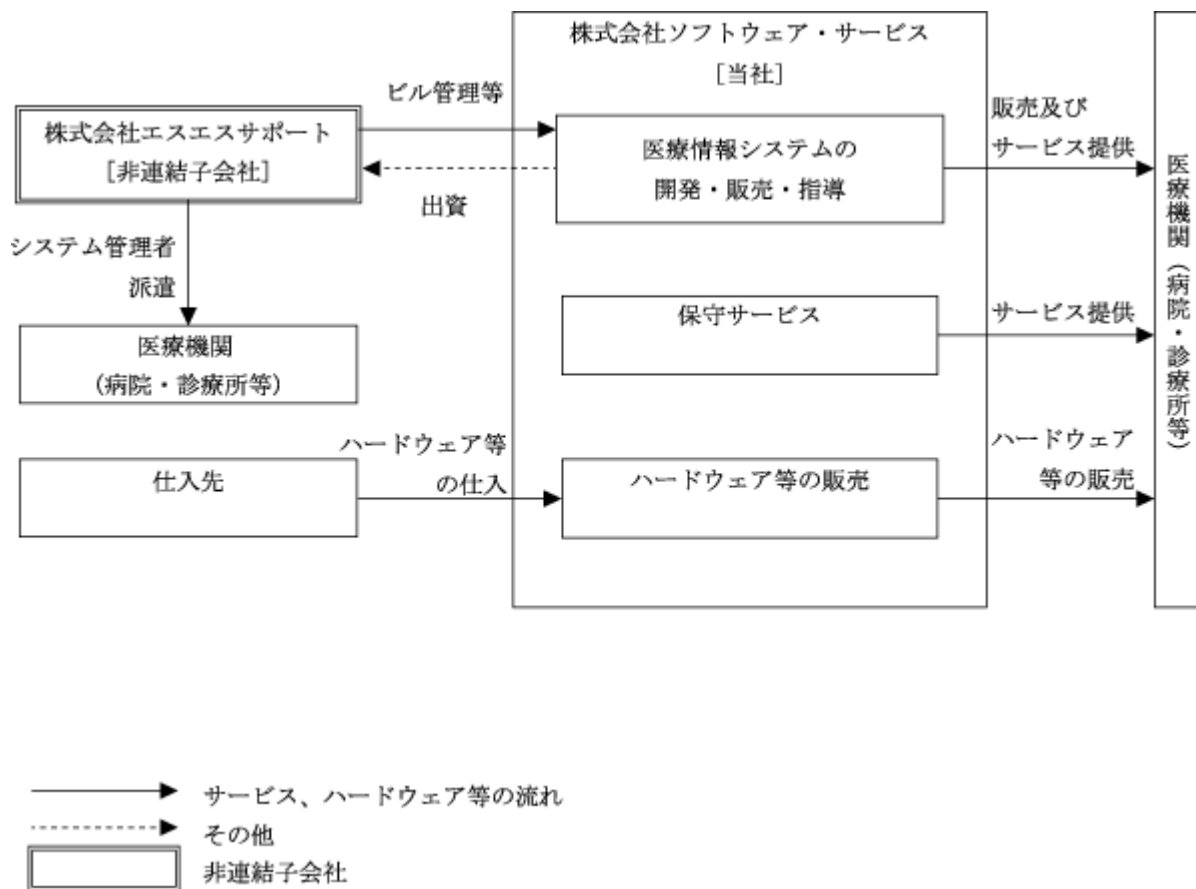 株式会社ソフトウェア・サービス
[当社]
ビル管理等
株式会社エスエスサポート
[非連結子会社]
出資
医療情報システムの
開発・販売・指導
販売及び
サービス提供
システム管理者
派遣
医療機関
(病院・診療所等)
保守サービス
サービス提供
仕入先
ハードウェア等
の仕入
ハードウェア等の販売
ハードウェア
等の販売
医療機関(病院・診療所等)
サービス、ハードウェア等の流れ
その他
非連結子会社